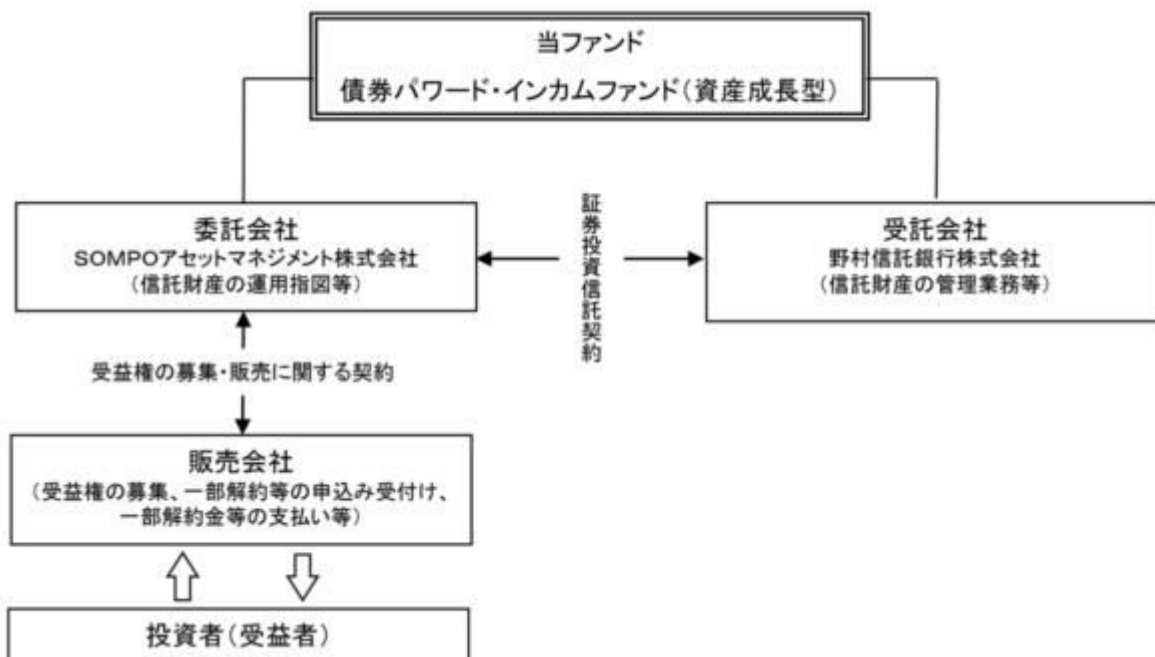 当ファンド
債券パワード・インカムファンド(資産成長型)
委託会社
SOMPOアセットマネジメント株式会社
(信託財産の運用指図等)
証券投資信託契約
受託会社
野村信託銀行株式会社
(信託財産の管理業務等)
受益権の募集・販売に関する契約
販売会社
(受益権の募集、一部解約等の申込み受付け、
一部解約金等の支払い等)
投資者(受益者)